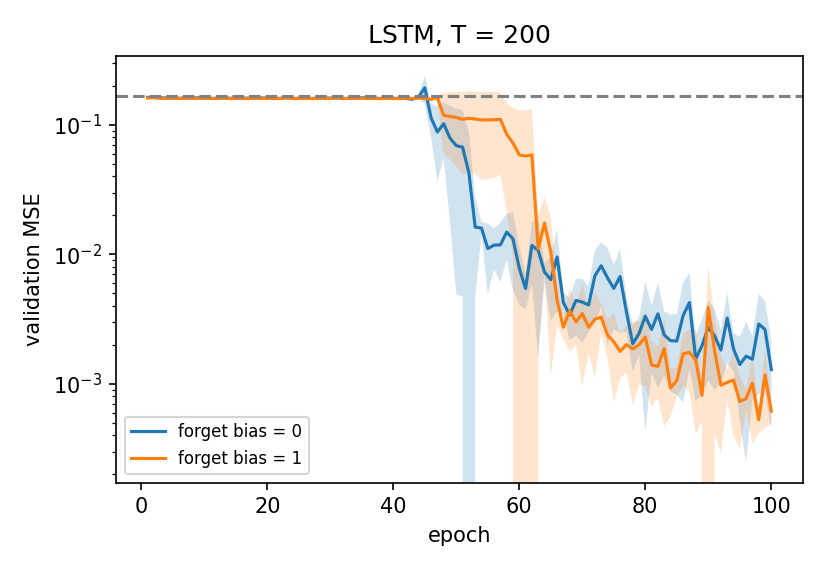 LSTM, T = 200
validation MSE
10⁻¹
10⁻²
10⁻³
forget bias = 0
forget bias = 1
0 20 40 60 80 100
epoch